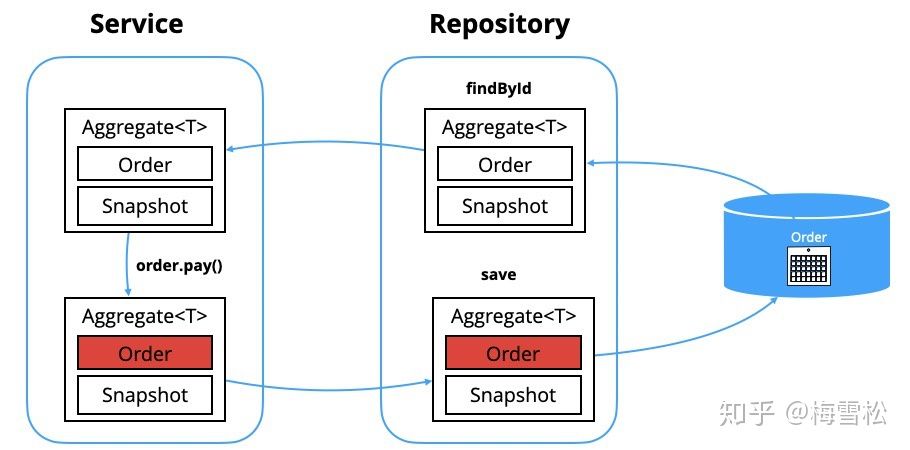 Service
Repository
findById
Aggregate<T>
Order
Snapshot
Aggregate<T>
Order
Snapshot
Order
order.pay()
save
Aggregate<T>
Order
Snapshot
Aggregate<T>
Order
Snapshot
知乎 @梅雪松